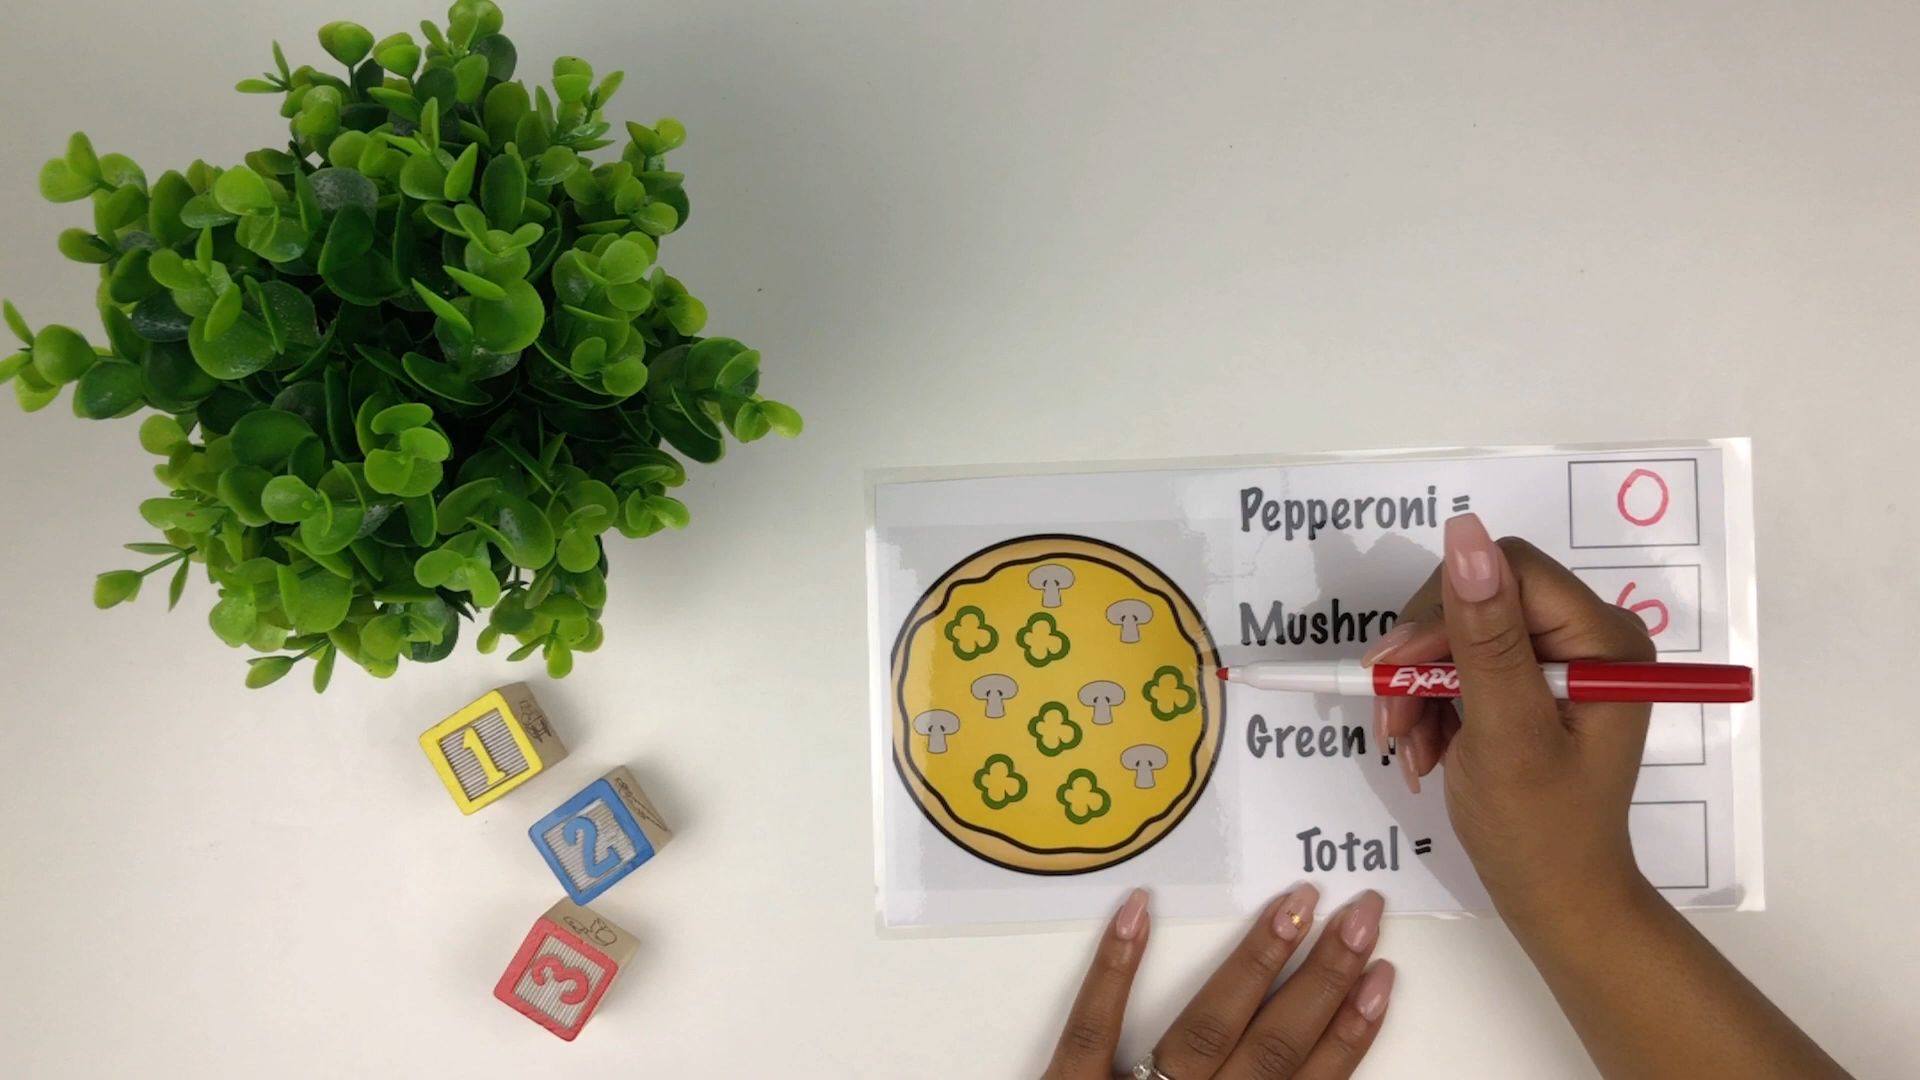 Pepperoni = 0
Mushro 6
Green
Total =
EXPO
1
2
3